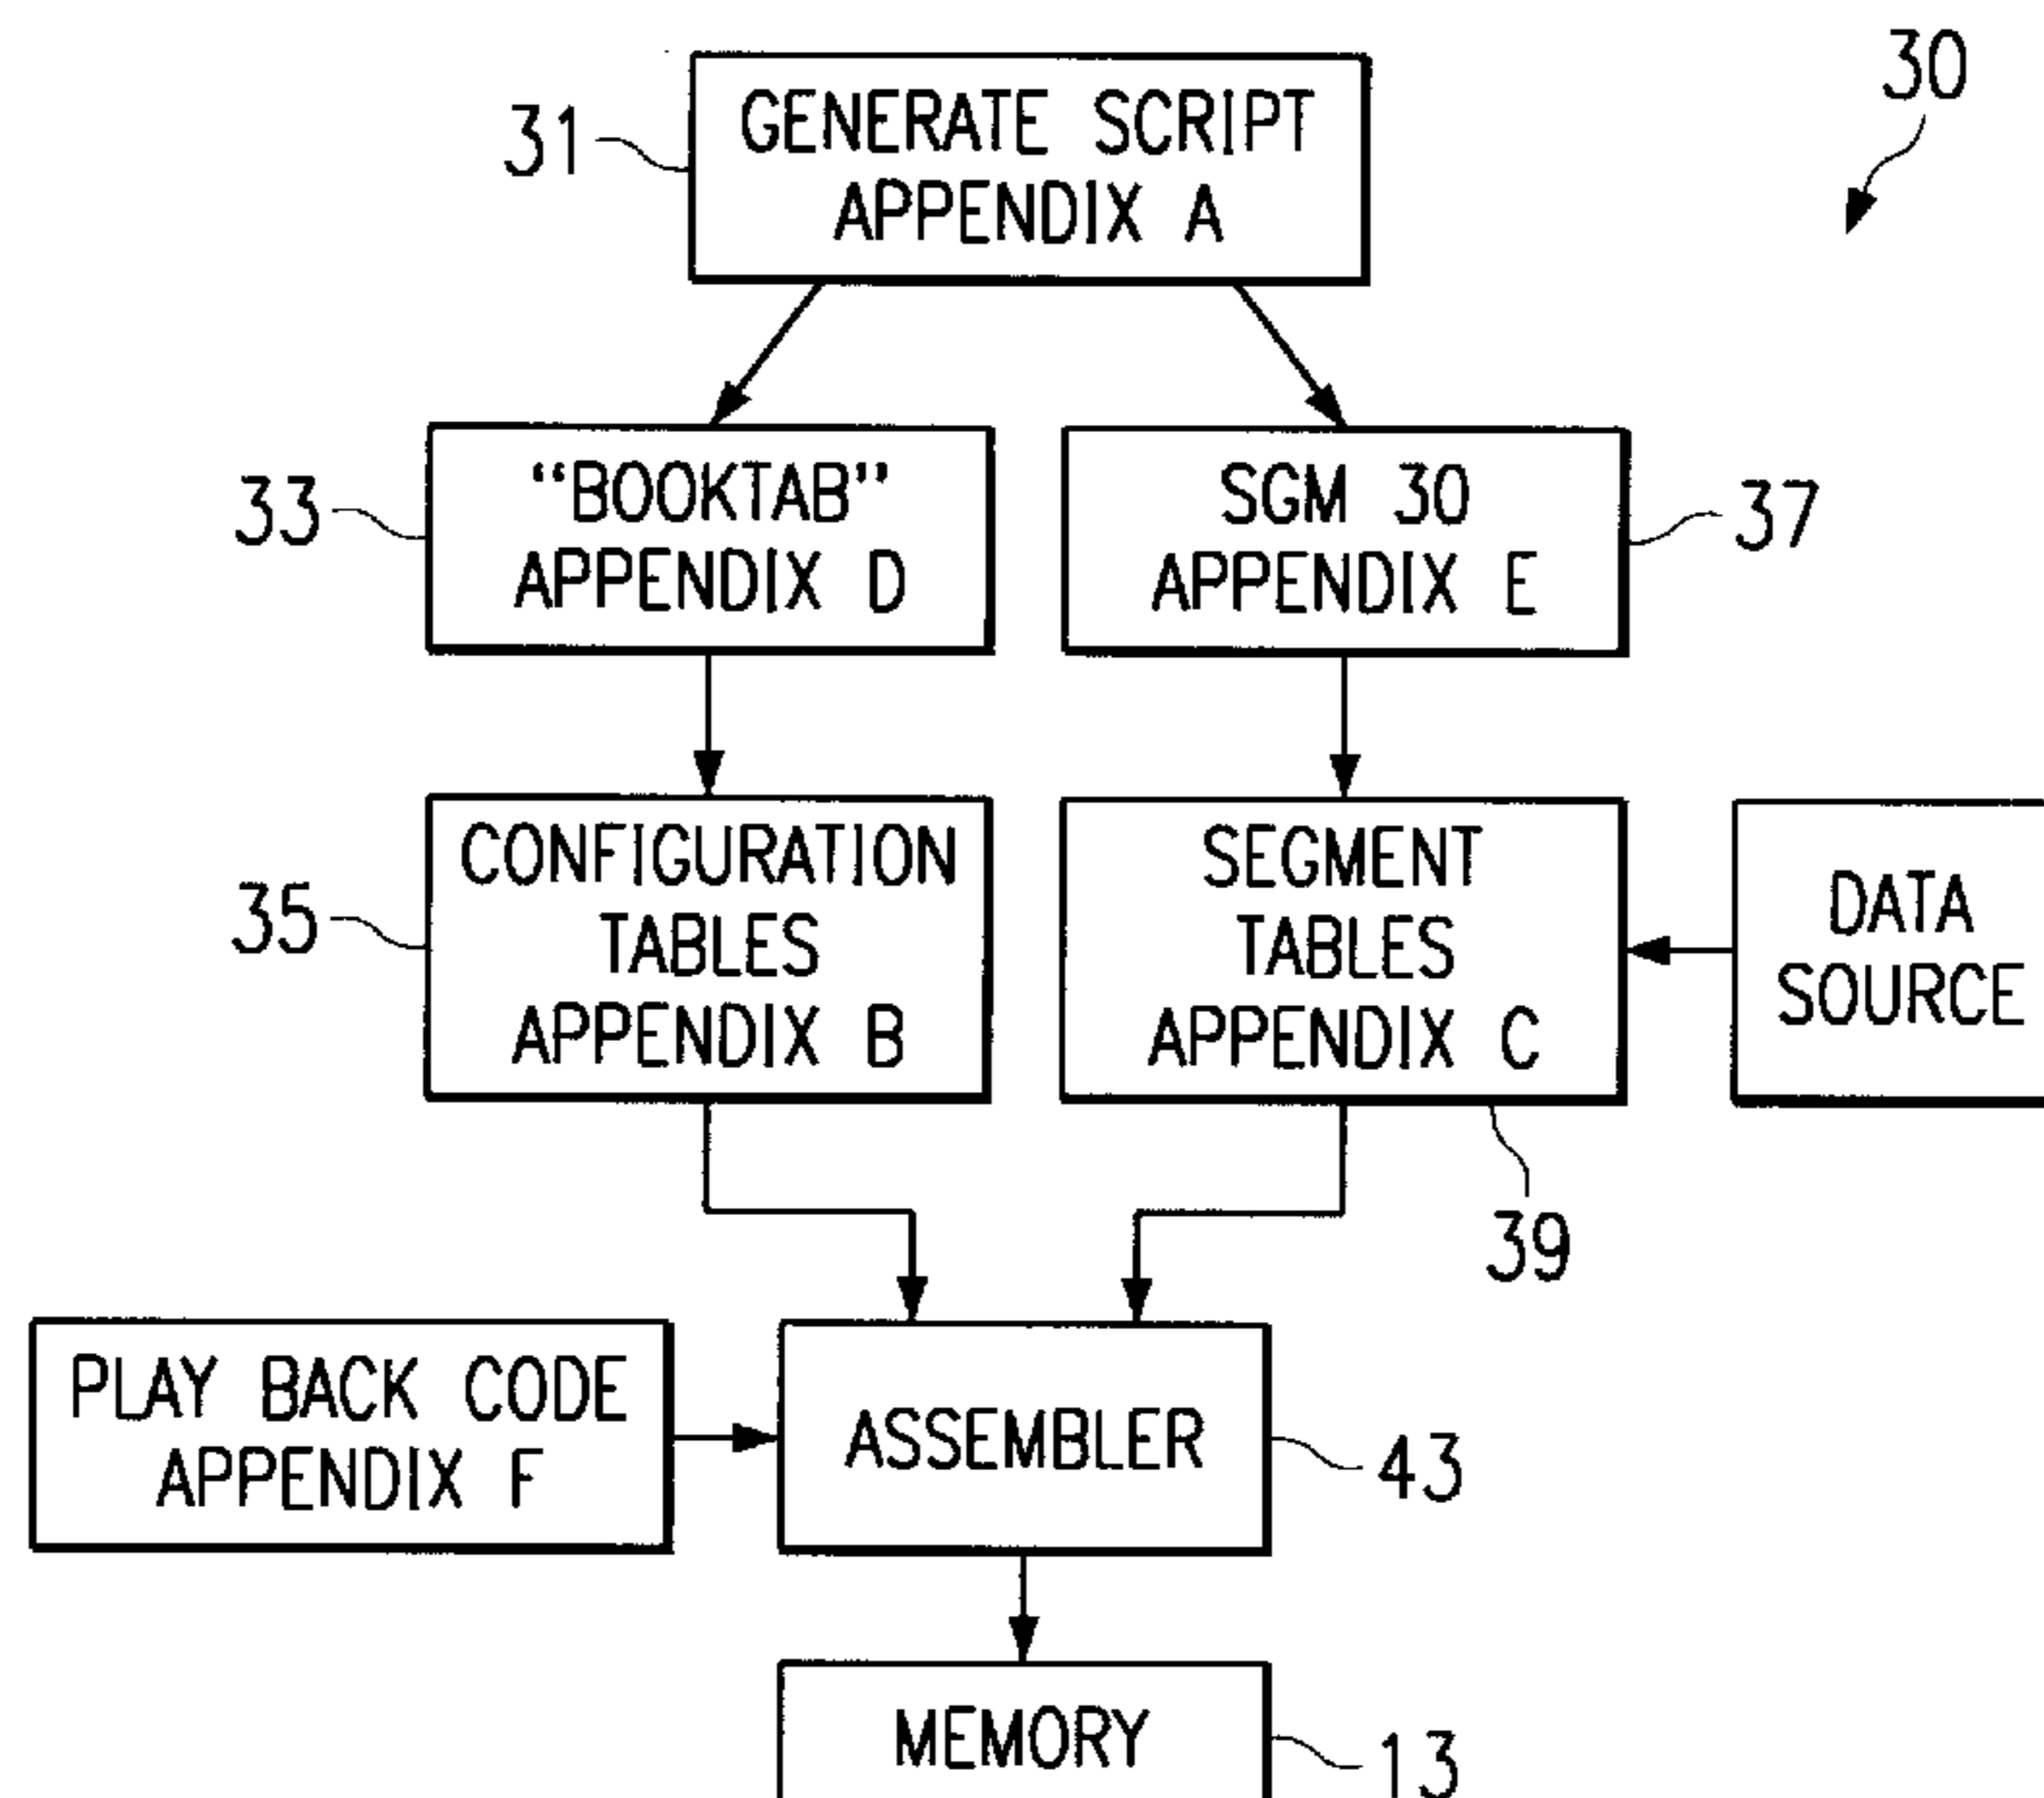 30
31
GENERATE SCRIPT
APPENDIX A
33
"BOOKTAB"
APPENDIX D
SGM 30
APPENDIX E
37
35
CONFIGURATION
TABLES
APPENDIX B
SEGMENT
TABLES
APPENDIX C
DATA
SOURCE
39
PLAY BACK CODE
APPENDIX F
ASSEMBLER
43
MEMORY
13